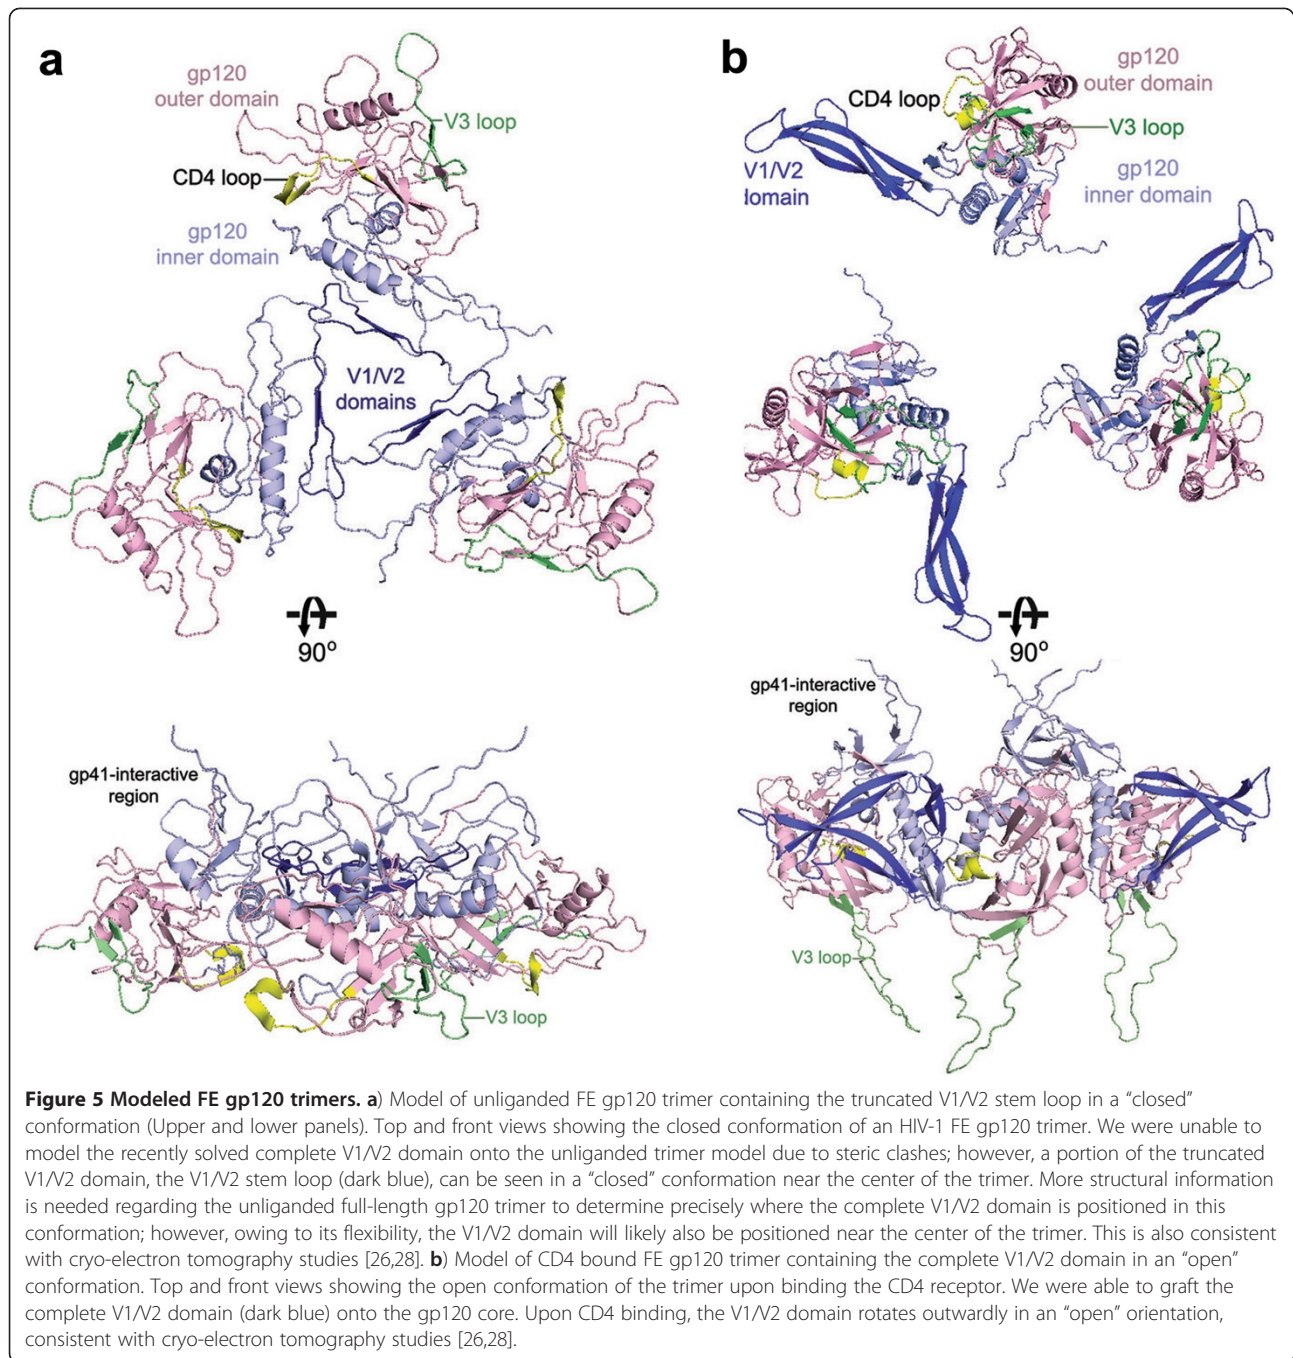 a
gp120
outer domain
V3 loop
CD4 loop
gp120
inner domain
V1/V2
domains
90°
gp41-interactive
region
V3 loop
b
gp120
outer domain
CD4 loop
V3 loop
V1/V2
domain
gp120
inner domain
90°
gp41-interactive
region
V3 loop
Figure 5 Modeled FE gp120 trimers. a) Model of unliganded FE gp120 trimer containing the truncated V1/V2 stem loop in a “closed”
conformation (Upper and lower panels). Top and front views showing the closed conformation of an HIV-1 FE gp120 trimer. We were unable to
model the recently solved complete V1/V2 domain onto the unliganded trimer model due to steric clashes; however, a portion of the truncated
V1/V2 domain, the V1/V2 stem loop (dark blue), can be seen in a “closed” conformation near the center of the trimer. More structural information
is needed regarding the unliganded full-length gp120 trimer to determine precisely where the complete V1/V2 domain is positioned in this
conformation; however, owing to its flexibility, the V1/V2 domain will likely also be positioned near the center of the trimer. This is also consistent
with cryo-electron tomography studies [26,28]. b) Model of CD4 bound FE gp120 trimer containing the complete V1/V2 domain in an “open”
conformation. Top and front views showing the open conformation of the trimer upon binding the CD4 receptor. We were able to graft the
complete V1/V2 domain (dark blue) onto the gp120 core. Upon CD4 binding, the V1/V2 domain rotates outwardly in an “open” orientation,
consistent with cryo-electron tomography studies [26,28].